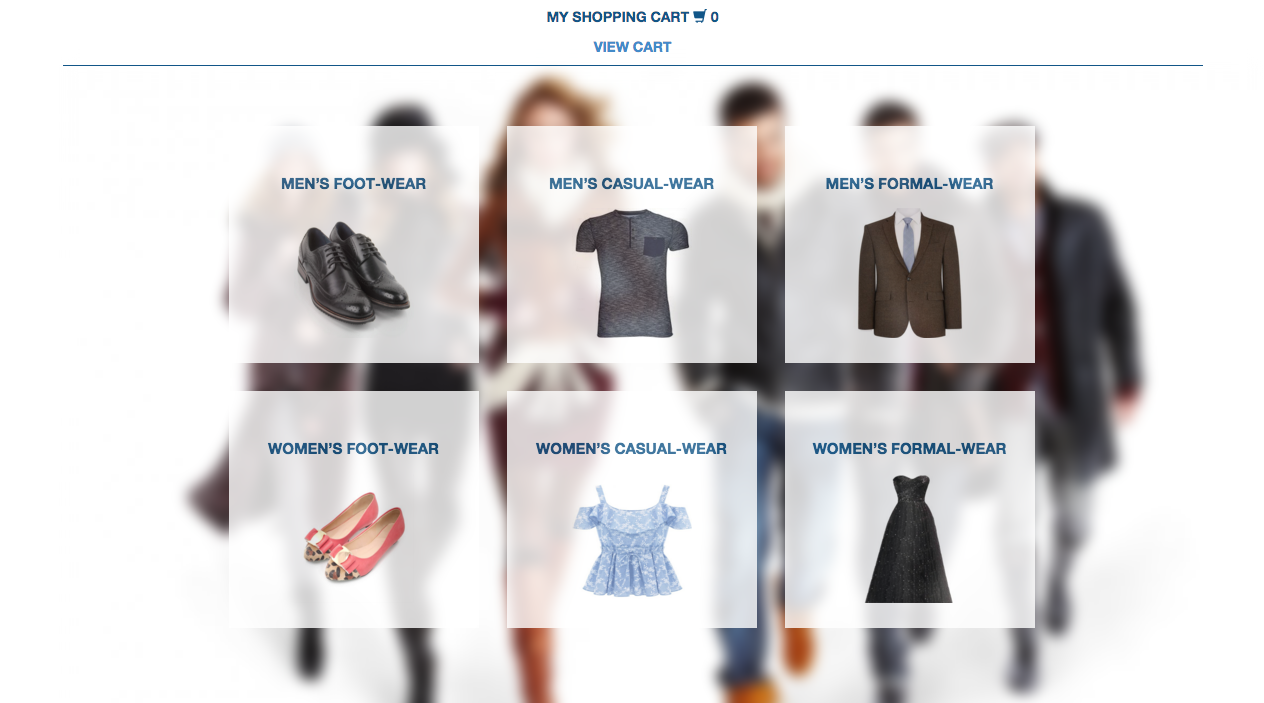 MY SHOPPING CART 0
VIEW CART
MEN’S FOOT-WEAR
MEN’S CASUAL-WEAR
MEN’S FORMAL-WEAR
WOMEN’S FOOT-WEAR
WOMEN’S CASUAL-WEAR
WOMEN’S FORMAL-WEAR